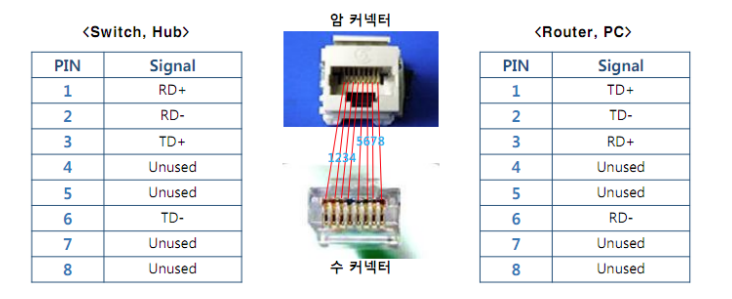 <Switch, Hub>
PIN Signal
1 RD+
2 RD-
3 TD+
4 Unused
5 Unused
6 TD-
7 Unused
8 Unused
암 커넥터
5678
1234
수 커넥터
<Router, PC>
PIN Signal
1 TD+
2 TD-
3 RD+
4 Unused
5 Unused
6 RD-
7 Unused
8 Unused